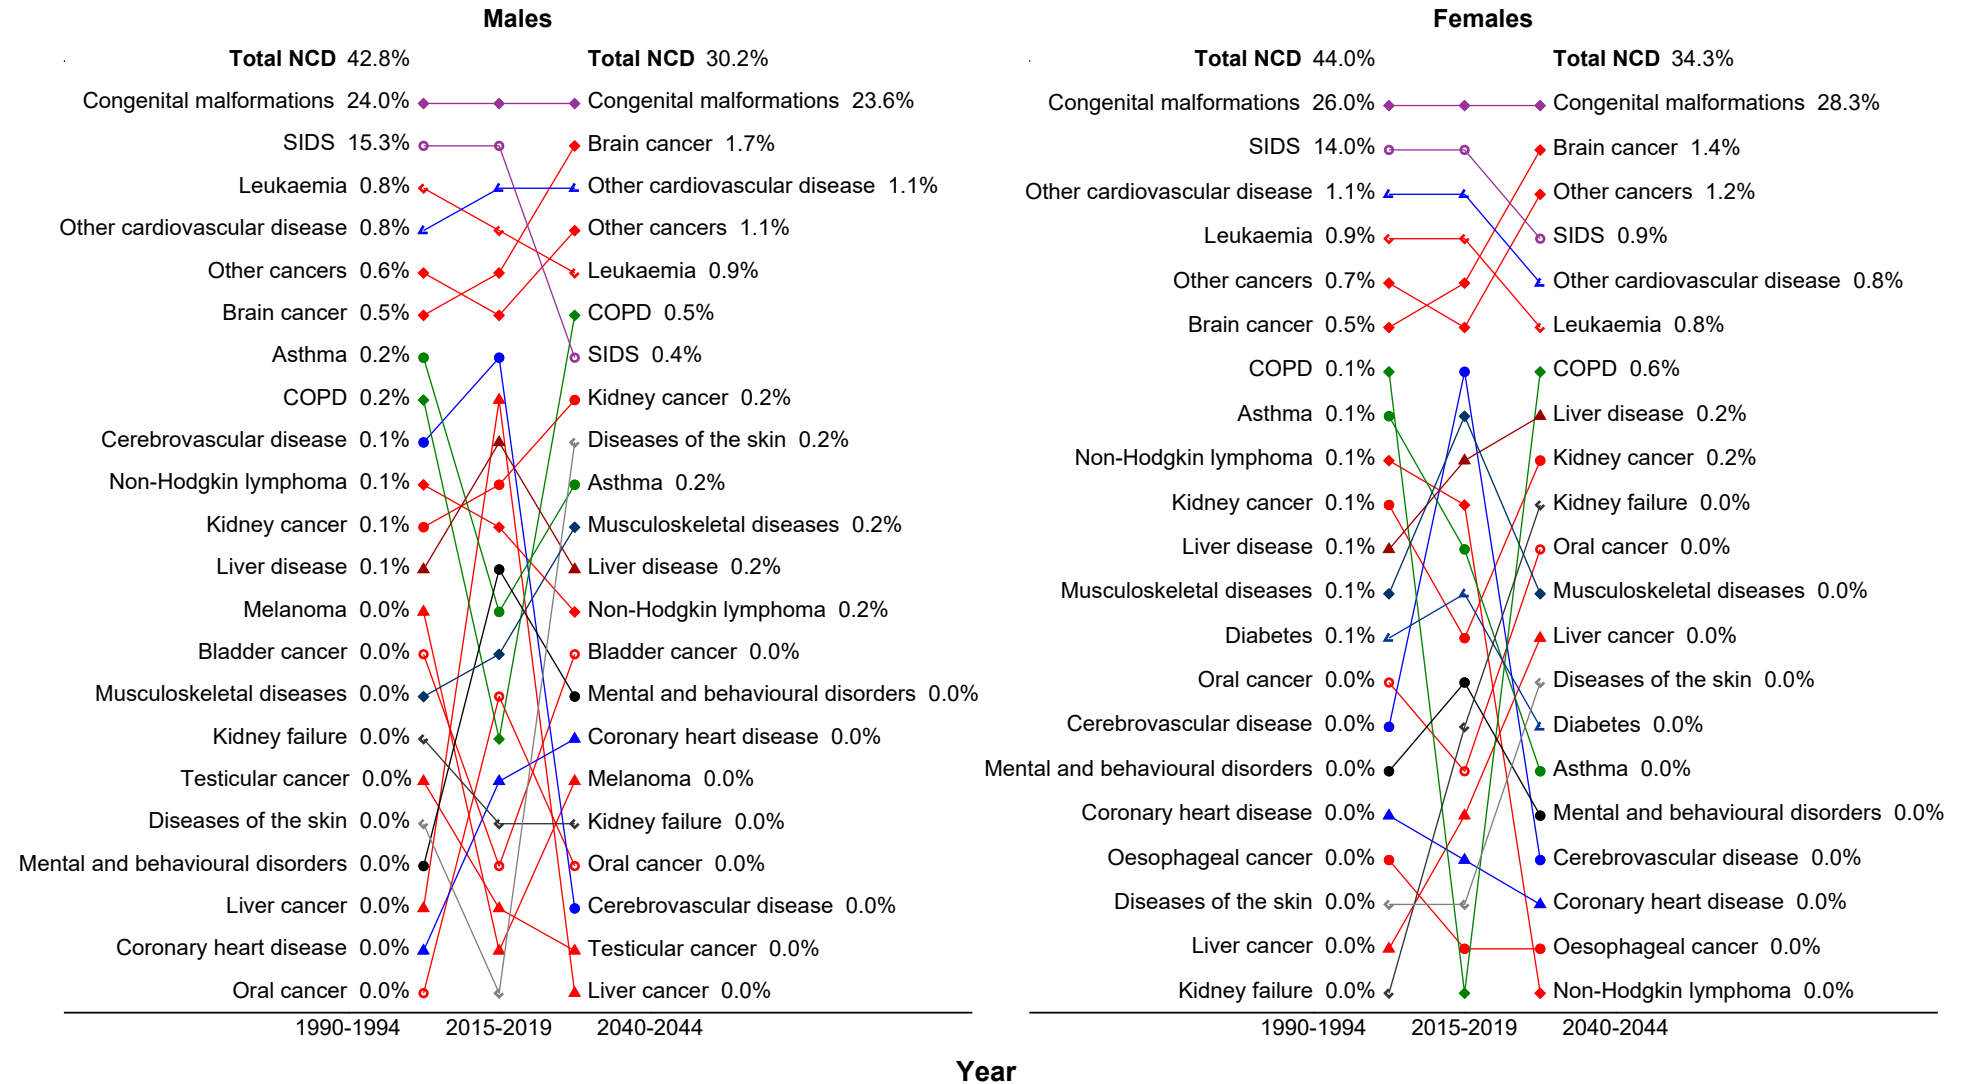 Males
Total NCD 42.8%
Total NCD 30.2%
Congenital malformations 24.0%
Congenital malformations 23.6%
SIDS 15.3%
Brain cancer 1.7%
Leukaemia 0.8%
Other cardiovascular disease 1.1%
Other cardiovascular disease 0.8%
Other cancers 1.1%
Other cancers 0.6%
Leukaemia 0.9%
Brain cancer 0.5%
COPD 0.5%
Asthma 0.2%
SIDS 0.4%
COPD 0.2%
Kidney cancer 0.2%
Cerebrovascular disease 0.1%
Diseases of the skin 0.2%
Non-Hodgkin lymphoma 0.1%
Asthma 0.2%
Kidney cancer 0.1%
Musculoskeletal diseases 0.2%
Liver disease 0.1%
Liver disease 0.2%
Melanoma 0.0%
Non-Hodgkin lymphoma 0.2%
Bladder cancer 0.0%
Bladder cancer 0.0%
Musculoskeletal diseases 0.0%
Mental and behavioural disorders 0.0%
Kidney failure 0.0%
Coronary heart disease 0.0%
Testicular cancer 0.0%
Melanoma 0.0%
Diseases of the skin 0.0%
Kidney failure 0.0%
Mental and behavioural disorders 0.0%
Oral cancer 0.0%
Liver cancer 0.0%
Cerebrovascular disease 0.0%
Coronary heart disease 0.0%
Testicular cancer 0.0%
Oral cancer 0.0%
Liver cancer 0.0%
1990-1994 2015-2019 2040-2044
Females
Total NCD 44.0%
Total NCD 34.3%
Congenital malformations 26.0%
Congenital malformations 28.3%
SIDS 14.0%
Brain cancer 1.4%
Other cardiovascular disease 1.1%
Other cancers 1.2%
Leukaemia 0.9%
SIDS 0.9%
Other cancers 0.7%
Other cardiovascular disease 0.8%
Brain cancer 0.5%
Leukaemia 0.8%
COPD 0.1%
COPD 0.6%
Asthma 0.1%
Liver disease 0.2%
Non-Hodgkin lymphoma 0.1%
Kidney cancer 0.2%
Kidney cancer 0.1%
Kidney failure 0.0%
Liver disease 0.1%
Oral cancer 0.0%
Musculoskeletal diseases 0.1%
Musculoskeletal diseases 0.0%
Diabetes 0.1%
Liver cancer 0.0%
Oral cancer 0.0%
Diseases of the skin 0.0%
Cerebrovascular disease 0.0%
Diabetes 0.0%
Mental and behavioural disorders 0.0%
Asthma 0.0%
Coronary heart disease 0.0%
Mental and behavioural disorders 0.0%
Oesophageal cancer 0.0%
Cerebrovascular disease 0.0%
Diseases of the skin 0.0%
Coronary heart disease 0.0%
Liver cancer 0.0%
Oesophageal cancer 0.0%
Kidney failure 0.0%
Non-Hodgkin lymphoma 0.0%
1990-1994 2015-2019 2040-2044
Year